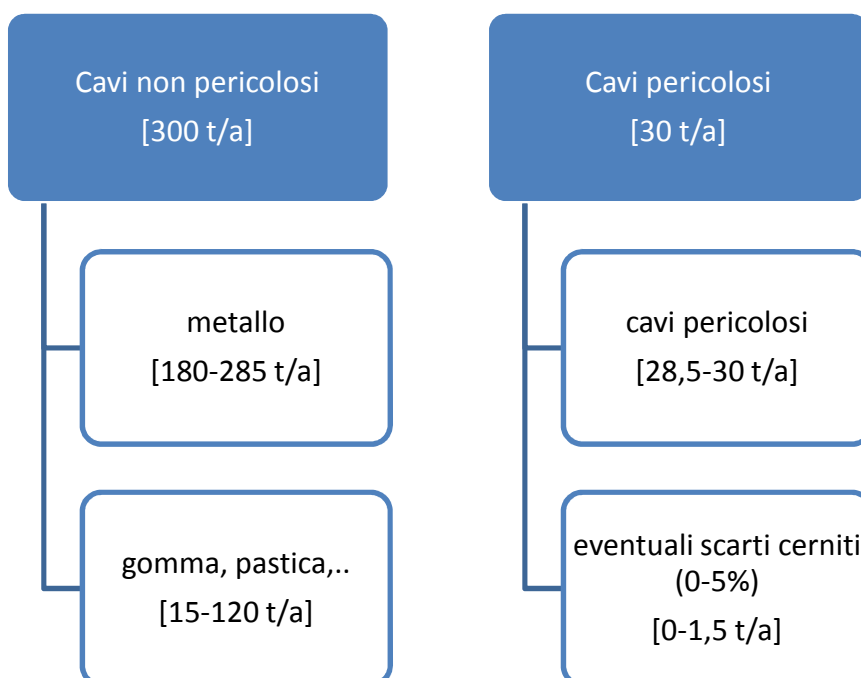 Cavi non pericolosi
[300 t/a]
metallo
[180-285 t/a]
gomma, pastica,..
[15-120 t/a]
Cavi pericolosi
[30 t/a]
cavi pericolosi
[28,5-30 t/a]
eventuali scarti cerniti
(0-5%)
[0-1,5 t/a]